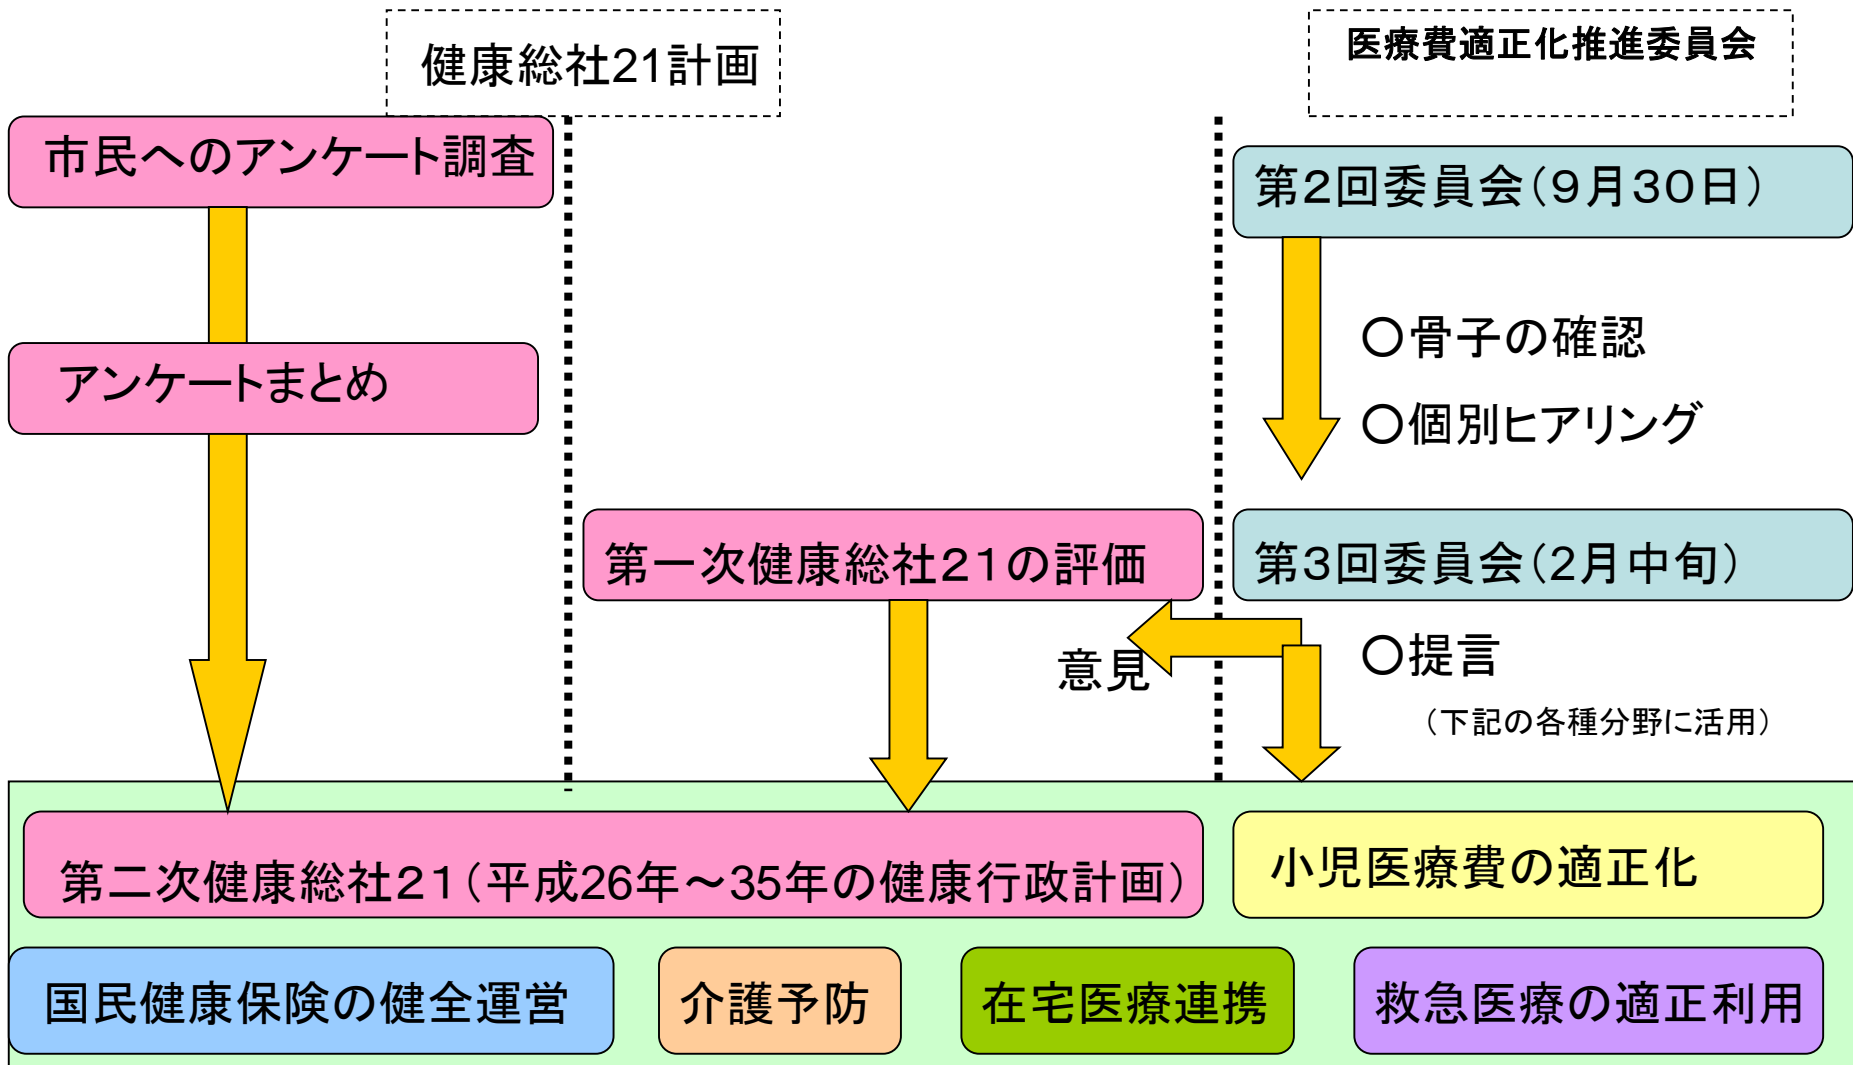 健康総社21計画
医療費適正化推進委員会
市民へのアンケート調査
第2回委員会（9月30日）
〇骨子の確認
アンケートまとめ
〇個別ヒアリング
第一次健康総社21の評価
第3回委員会（2月中旬）
意見
〇提言
（下記の各種分野に活用）
第二次健康総社21（平成26年～35年の健康行政計画）
小児医療費の適正化
国民健康保険の健全運営
介護予防
在宅医療連携
救急医療の適正利用